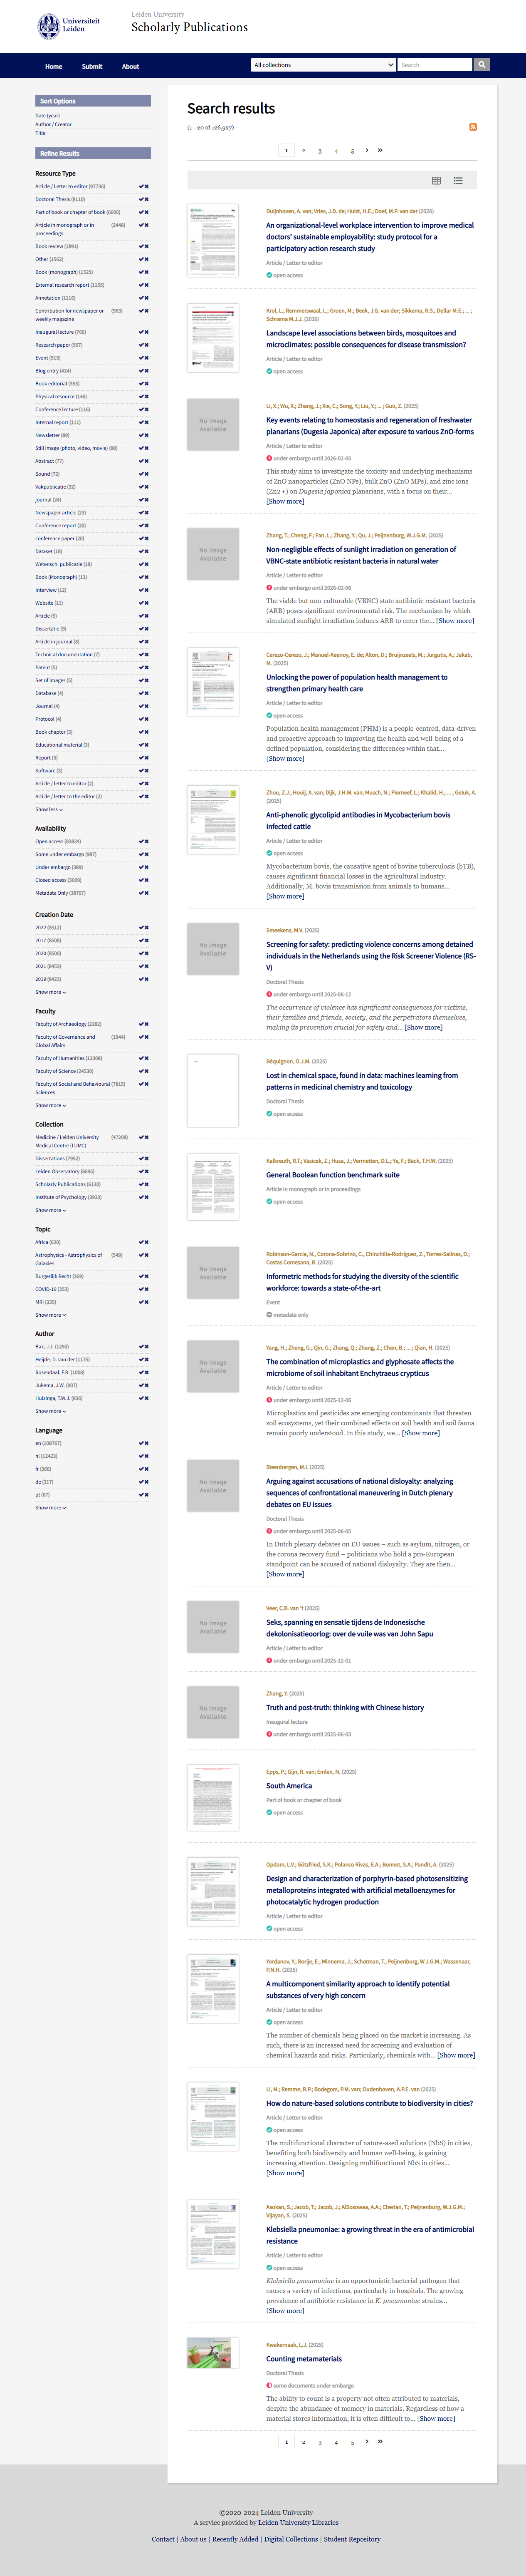 Universiteit
Leiden
Leiden University
Scholarly Publications
Home
Submit
About
All collections
Search
Sort Options
Date (year)
Author / Creator
Title
Refine Results
Resource Type
Article / Letter to editor (97736)
Doctoral Thesis (8110)
Part of book or chapter of book (6606)
Article in monograph or in (2448)
proceedings
Book review (1891)
Other (1562)
Book (monograph) (1525)
External research report (1155)
Annotation (1116)
Contribution for newspaper or (963)
weekly magazine
Inaugural lecture (760)
Research paper (567)
Event (515)
Blog entry (424)
Book editorial (353)
Physical resource (146)
Conference lecture (116)
Internal report (111)
Newsletter (89)
Still image (photo, video, movie) (88)
Abstract (77)
Sound (72)
Vakpublicatie (32)
journal (24)
Newspaper article (23)
Conference report (20)
conference paper (20)
Dataset (18)
Wetensch. publicatie (18)
Book (Monograph) (13)
Interview (12)
Website (11)
Article (9)
Dissertatie (9)
Article in journal (8)
Technical documentation (7)
Patent (5)
Set of images (5)
Database (4)
Journal (4)
Protocol (4)
Book chapter (3)
Educational material (3)
Report (3)
Software (3)
Article / letter to editor (2)
Article / Letter to the editor (2)
Show less
Availability
Open access (83834)
Some under embargo (987)
Under embargo (389)
Closed access (3009)
Metadata Only (38707)
Creation Date
2022 (8512)
2017 (8508)
2020 (8500)
2021 (8453)
2019 (8423)
Show more
Faculty
Faculty of Archaeology (2282)
Faculty of Governance and (1944)
Global Affairs
Faculty of Humanities (12308)
Faculty of Science (24530)
Faculty of Social and Behavioural (7815)
Sciences
Show more
Collection
Medicine / Leiden University (47208)
Medical Centre (LUMC)
Dissertations (7952)
Leiden Observatory (6695)
Scholarly Publications (6130)
Institute of Psychology (3933)
Show more
Topic
Africa (620)
Astrophysics - Astrophysics of (549)
Galaxies
Burgerlijk Recht (369)
COVID-19 (353)
MRI (335)
Show more
Author
Bax, J.J. (1250)
Heijde, D. van der (1175)
Rosendaal, F.R. (1008)
Jukema, J.W. (907)
Huizinga, T.W.J. (830)
Show more
Language
en (108707)
nl (12423)
fr (366)
de (217)
pt (67)
Show more
Search results
(1 - 20 of 126,927)
1 2 3 4 5 › »
Duijnhoven, A. van; Vries, J.D. de; Hulst, H.E.; Doef, M.P. van der (2026)
An organizational-level workplace intervention to improve medical
doctors' sustainable employability: study protocol for a
participatory action research study
Article / Letter to editor
open access
Krol, L.; Remmerswaal, L.; Groen, M.; Beek, J.G. van der; Sikkema, R.S.; Dellar M.E.; ... ;
Schrama M.J.J. (2026)
Landscape level associations between birds, mosquitoes and
microclimates: possible consequences for disease transmission?
Article / Letter to editor
open access
No Image
Available
Li, X.; Wu, X.; Zhang, J.; Xie, C.; Song, Y.; Liu, Y.; ... ; Guo, Z. (2025)
Key events relating to homeostasis and regeneration of freshwater
planarians (Dugesia Japonica) after exposure to various ZnO-forms
Article / Letter to editor
under embargo until 2026-02-05
This study aims to investigate the toxicity and underlying mechanisms
of ZnO nanoparticles (ZnO NPs), bulk ZnO (ZnO MPs), and zinc ions
(Zn2 +) on Dugesia japonica planarians, with a focus on their...
[Show more]
No Image
Available
Zhang, T.; Cheng, F.; Fan, L.; Zhang, Y.; Qu, J.; Peijnenburg, W.J.G.M. (2025)
Non-negligible effects of sunlight irradiation on generation of
VBNC-state antibiotic resistant bacteria in natural water
Article / Letter to editor
under embargo until 2026-02-06
The viable but non-culturable (VBNC) state antibiotic resistant bacteria
(ARB) poses significant environmental risk. The mechanism by which
simulated sunlight irradiation induces ARB to enter the... [Show more]
Cerezo-Cerezo, J.; Manuel-Keenoy, E. de; Alton, D.; Bruijnzeels, M.; Jurgutis, A.; Jakab,
M. (2025)
Unlocking the power of population health management to
strengthen primary health care
Article / Letter to editor
open access
Population health management (PHM) is a people-centred, data-driven
and proactive approach to improving the health and well-being of a
defined population, considering the differences within that...
[Show more]
Zhou, Z.J.; Hooij, A. van; Dijk, J.H.M. van; Musch, N.; Pierneef, L.; Khalid, H.; ... ; Geluk, A.
(2025)
Anti-phenolic glycolipid antibodies in Mycobacterium bovis
infected cattle
Article / Letter to editor
open access
Mycobacterium bovis, the causative agent of bovine tuberculosis (bTB),
causes significant financial losses in the agricultural industry.
Additionally, M. bovis transmission from animals to humans...
[Show more]
No Image
Available
Smeekens, M.V. (2025)
Screening for safety: predicting violence concerns among detained
individuals in the Netherlands using the Risk Screener Violence (RS-
V)
Doctoral Thesis
under embargo until 2025-06-12
The occurrence of violence has significant consequences for victims,
their families and friends, society, and the perpetrators themselves,
making its prevention crucial for safety and... [Show more]
Béquignon, O.J.M. (2025)
Lost in chemical space, found in data: machines learning from
patterns in medicinal chemistry and toxicology
Doctoral Thesis
open access
Kalkreuth, R.T.; Vasicek, Z.; Husa, J.; Vermetten, D.L.; Ye, F.; Bäck, T.H.W. (2025)
General Boolean function benchmark suite
Article in monograph or in proceedings
open access
No Image
Available
Robinson-Garcia, N., Corona-Sobrino, C., Chinchilla-Rodríguez, Z., Torres-Salinas, D.;
Costas Comesana, R. (2025)
Informetric methods for studying the diversity of the scientific
workforce: towards a state-of-the-art
Event
metadata only
No Image
Available
Yang, H.; Zheng, G.; Qin, G.; Zhang, Q.; Zhang, Z.; Chen, B.; ... ; Qian, H. (2025)
The combination of microplastics and glyphosate affects the
microbiome of soil inhabitant Enchytraeus crypticus
Article / Letter to editor
under embargo until 2025-12-06
Microplastics and pesticides are emerging contaminants that threaten
soil ecosystems, yet their combined effects on soil health and soil fauna
remain poorly understood. In this study, we... [Show more]
No Image
Available
Steenbergen, M.I. (2025)
Arguing against accusations of national disloyalty: analyzing
sequences of confrontational maneuvering in Dutch plenary
debates on EU issues
Doctoral Thesis
under embargo until 2025-06-05
In Dutch plenary debates on EU issues – such as asylum, nitrogen, or
the corona recovery fund – politicians who hold a pro-European
standpoint can be accused of national disloyalty. They are then...
[Show more]
No Image
Available
Veer, C.B. van 't (2025)
Seks, spanning en sensatie tijdens de Indonesische
dekolonisatieoorlog: over de vuile was van John Sapu
Article / Letter to editor
under embargo until 2025-12-01
No Image
Available
Zhang, Y. (2025)
Truth and post-truth: thinking with Chinese history
Inaugural lecture
under embargo until 2025-06-03
Epps, P.; Gijn, R. van; Emlen, N. (2025)
South America
Part of book or chapter of book
open access
Opdam, L.V.; Götzfried, S.K.; Polanco Rivas, E.A.; Bonnet, S.A.; Pandit, A. (2025)
Design and characterization of porphyrin-based photosensitizing
metalloproteins integrated with artificial metalloenzymes for
photocatalytic hydrogen production
Article / Letter to editor
open access
Yordanov, Y.; Rorije, E.; Minnema, J.; Schotman, T.; Peijnenburg, W.J.G.M.; Wassenaar,
P.N.H. (2025)
A multicomponent similarity approach to identify potential
substances of very high concern
Article / Letter to editor
open access
The number of chemicals being placed on the market is increasing. As
such, there is an increased need for screening and evaluation of
chemical hazards and risks. Particularly, chemicals with... [Show more]
Li, M.; Remme, R.P.; Bodegom, P.M. van; Oudenhoven, A.P.E. van (2025)
How do nature-based solutions contribute to biodiversity in cities?
Article / Letter to editor
open access
The multifunctional character of nature-ased solutions (NbS) in cities,
benefiting both biodiversity and human well-being, is gaining
increasing attention. Designing multifunctional NbS in cities...
[Show more]
Asokan, S.; Jacob, T.; Jacob, J.; AlSosowaa, A.A.; Cherian, T.; Peijnenburg, W.J.G.M.;
Vijayan, S. (2025)
Klebsiella pneumoniae: a growing threat in the era of antimicrobial
resistance
Article / Letter to editor
open access
Klebsiella pneumoniae is an opportunistic bacterial pathogen that
causes a variety of infections, particularly in hospitals. The growing
prevalence of antibiotic resistance in K. pneumoniae strains...
[Show more]
Kwakernaak, L.J. (2025)
Counting metamaterials
Doctoral Thesis
some documents under embargo
The ability to count is a property not often attributed to materials,
despite the abundance of memory in materials. Regardless of how a
material stores information, it is often difficult to... [Show more]
1 2 3 4 5 › »
©2020-2024 Leiden University
A service provided by Leiden University Libraries
Contact | About us | Recently Added | Digital Collections | Student Repository